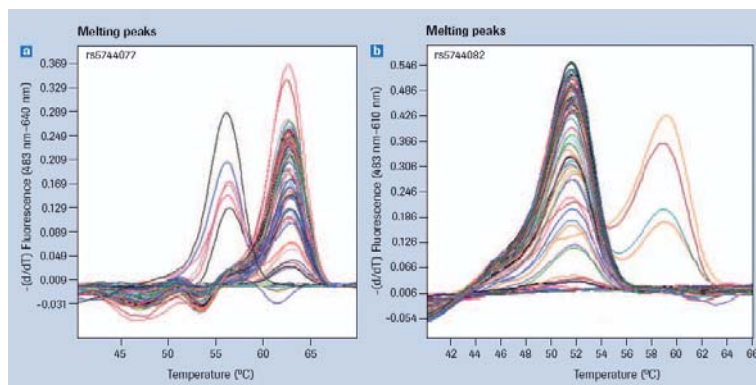 Melting peaks
a
rs5744077
0.369
0.329
0.289
0.249
0.209
0.169
0.129
0.089
0.049
0.009
-0.031
-(d/dT) Fluorescence (483 nm–640 nm)
45 50 55 60 65
Temperature (°C)
Melting peaks
b
rs5744082
0.546
0.486
0.426
0.366
0.306
0.246
0.186
0.126
0.066
0.006
-0.054
-(d/dT) Fluorescence (483 nm–610 nm)
42 44 46 48 50 52 54 56 58 60 62 64 66
Temperature (°C)